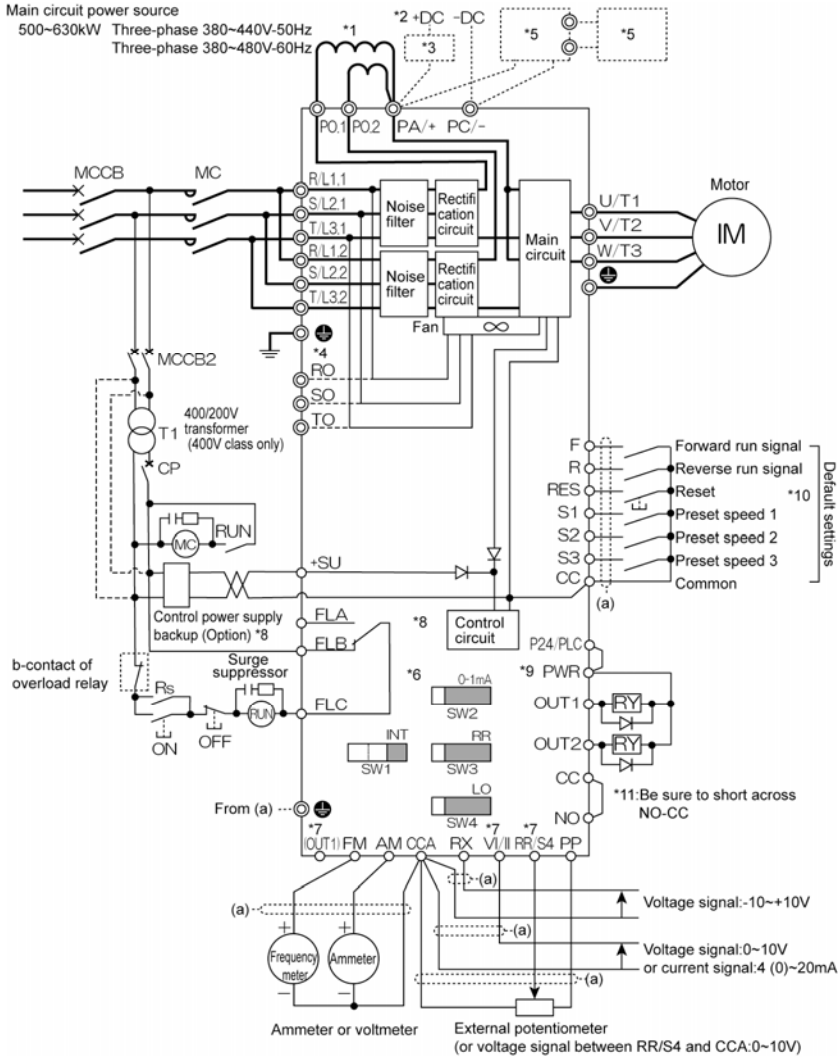 Main circuit power source
500~630kW Three-phase 380~440V-50Hz
Three-phase 380~480V-60Hz
*1
*2 +DC -DC
*3
*5
*5
PO.1 PO.2 PA/+ PC/-
MCCB
MC
R/L1.1
S/L2.1
T/L3.1
R/L1.2
S/L2.2
T/L3.2
Noise
filter
Rectifi
cation
circuit
Noise
filter
Rectifi
cation
circuit
Main
circuit
Fan
U/T1
V/T2
W/T3
Motor
IM
*4
RO
SO
TO
MCCB2
T1
400/200V
transformer
(400V class only)
CP
RUN
MC
+SU
Control power supply
backup (Option) *8
FLA
FLB
FLC
*8
Control
circuit
b-contact of
overload relay
Rs
ON
OFF
Surge
suppressor
RUN
F
R
RES
S1
S2
S3
CC
Forward run signal
Reverse run signal
Reset
Preset speed 1
Preset speed 2
Preset speed 3
Common
*10
Default settings
(a)
P24/PLC
*9 PWR
OUT1
RY
OUT2
RY
CC
NO
*11:Be sure to short across
NO-CC
*6
0-1mA
SW2
INT
SW1
RR
SW3
LO
SW4
From (a)
*7
(OUT1) FM AM CCA RX
*7
VI/II
*7
RR/S4 PP
(a)
(a)
(a)
(a)
+
Frequency
meter
-
+
Ammeter
-
Voltage signal:-10~+10V
Voltage signal:0~10V
or current signal:4 (0)~20mA
Ammeter or voltmeter
External potentiometer
(or voltage signal between RR/S4 and CCA:0~10V)